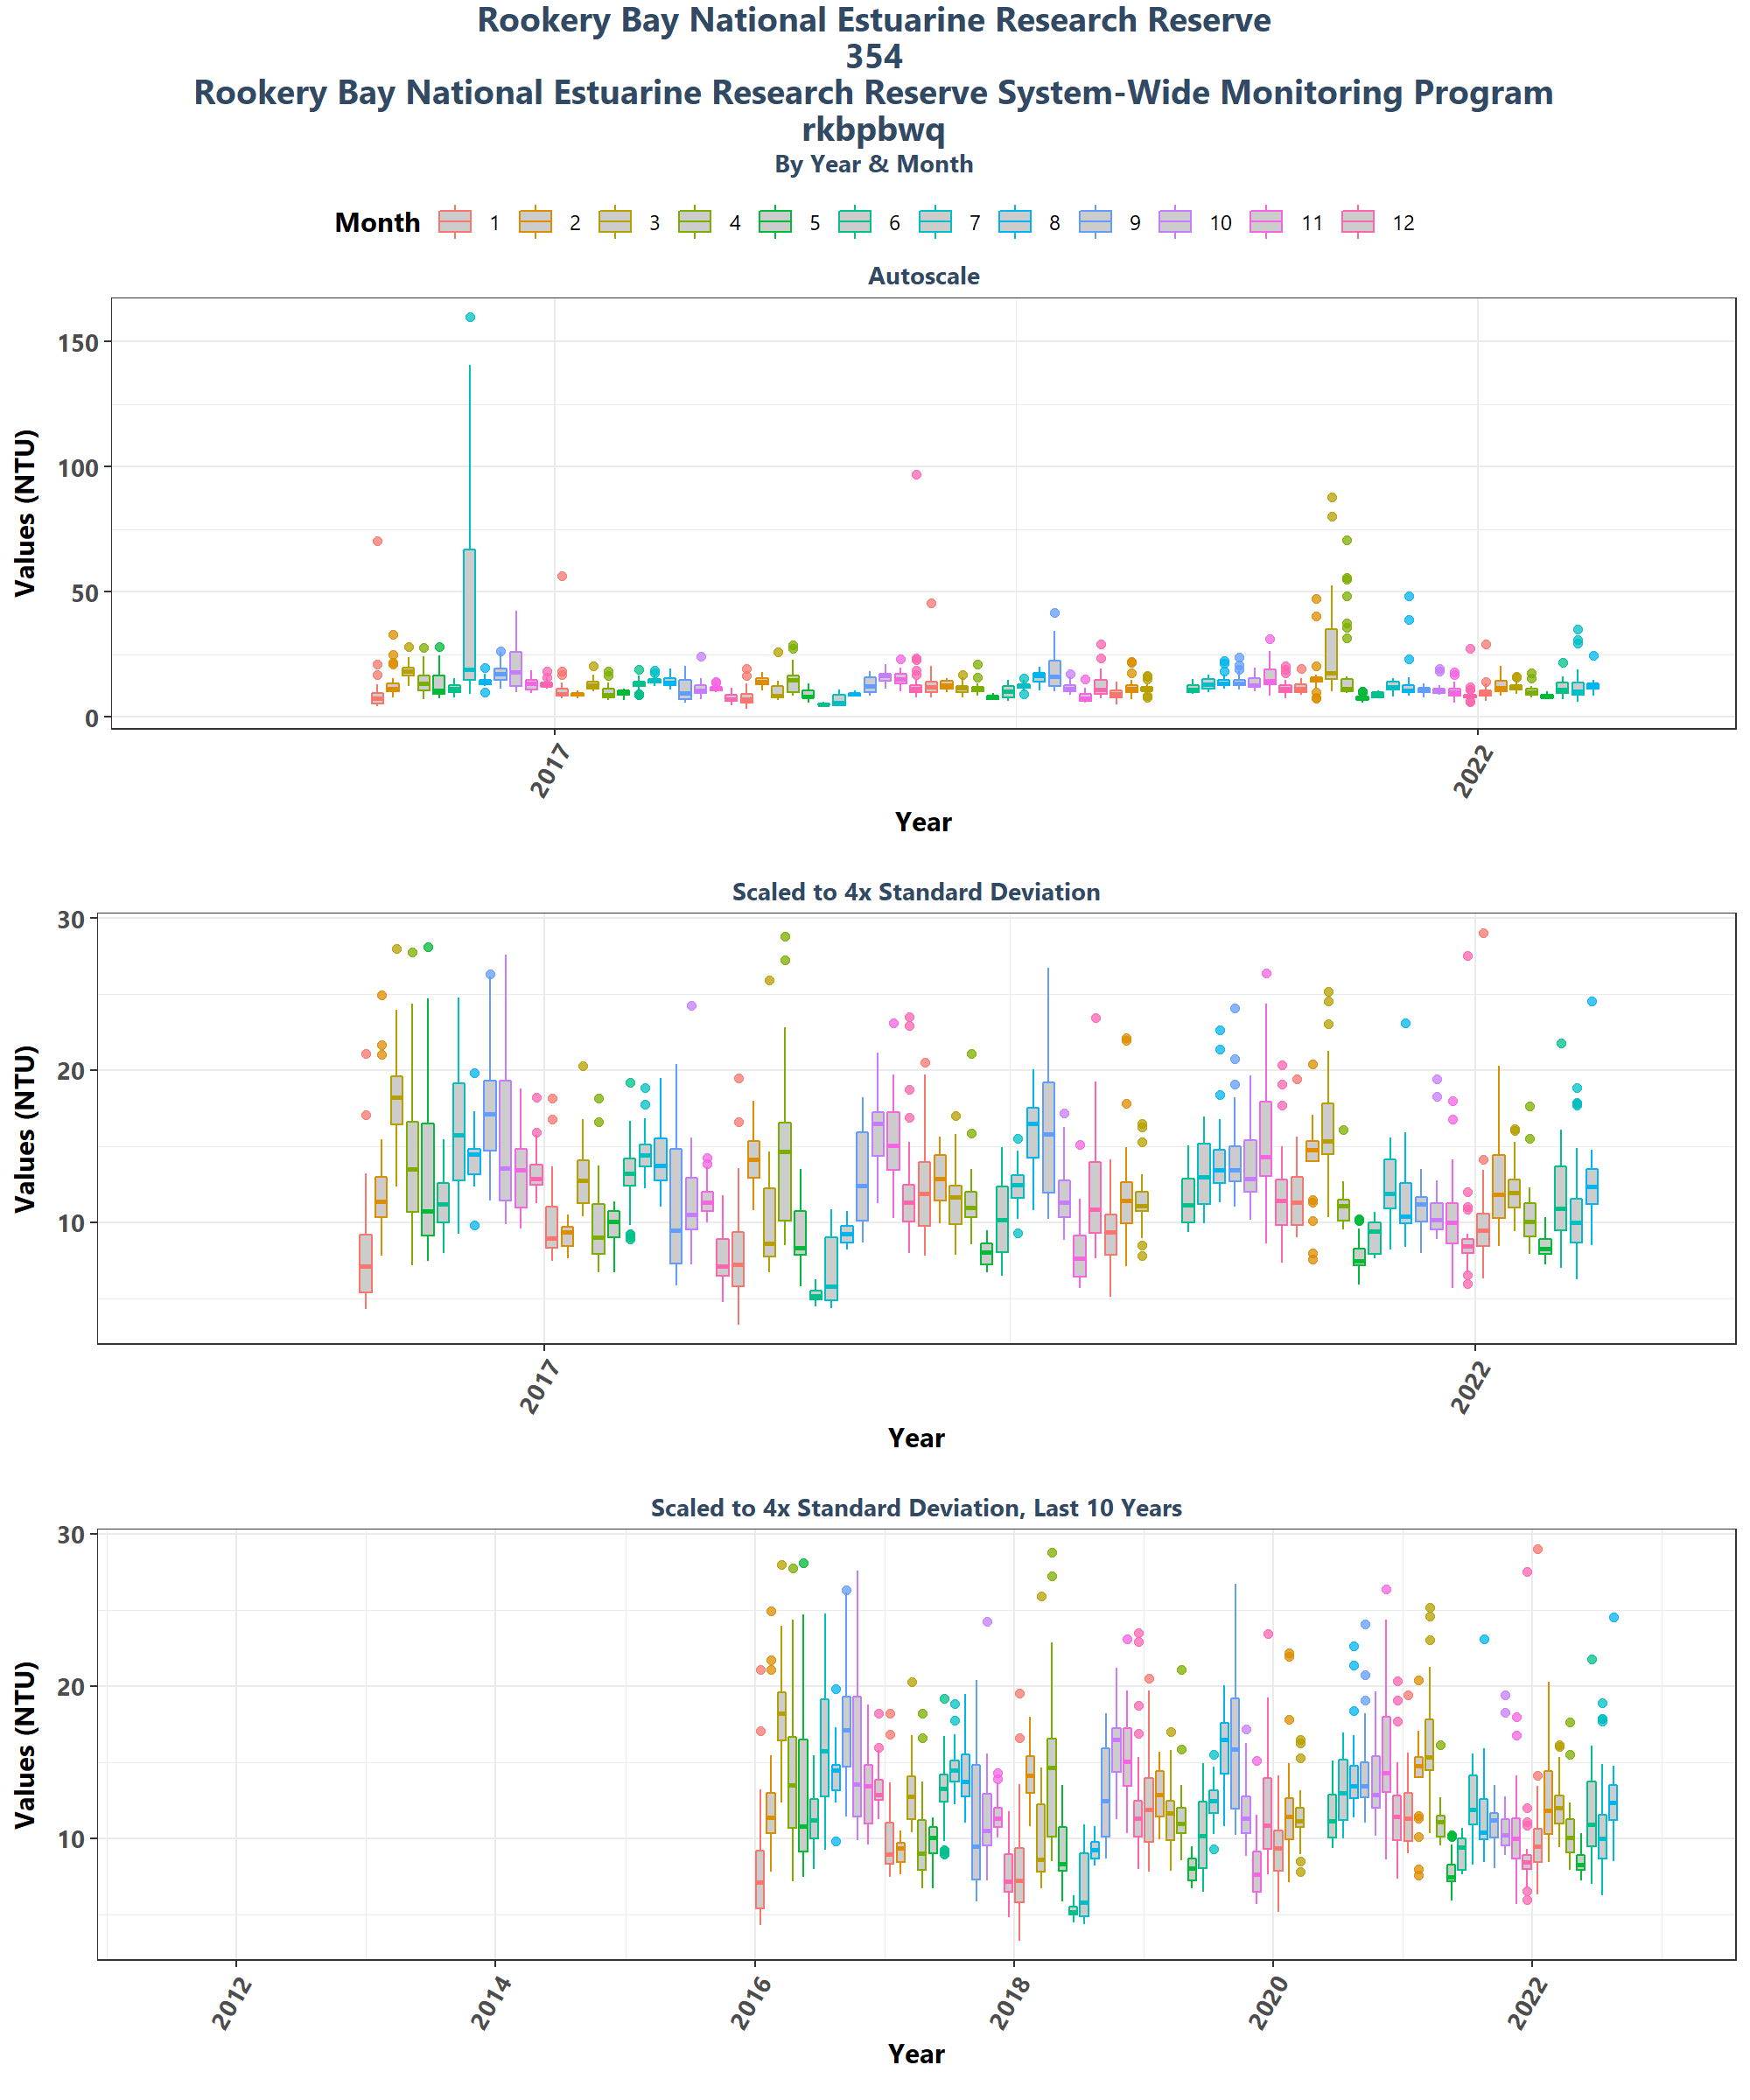 Rookery Bay National Estuarine Research Reserve
354
Rookery Bay National Estuarine Research Reserve System-Wide Monitoring Program
rkbpbwq
By Year & Month
Month 1 2 3 4 5 6 7 8 9 10 11 12
Autoscale
Values (NTU)
150
100
50
0
2017 2022
Year
Scaled to 4x Standard Deviation
Values (NTU)
30
20
10
2017 2022
Year
Scaled to 4x Standard Deviation, Last 10 Years
Values (NTU)
30
20
10
2012 2014 2016 2018 2020 2022
Year